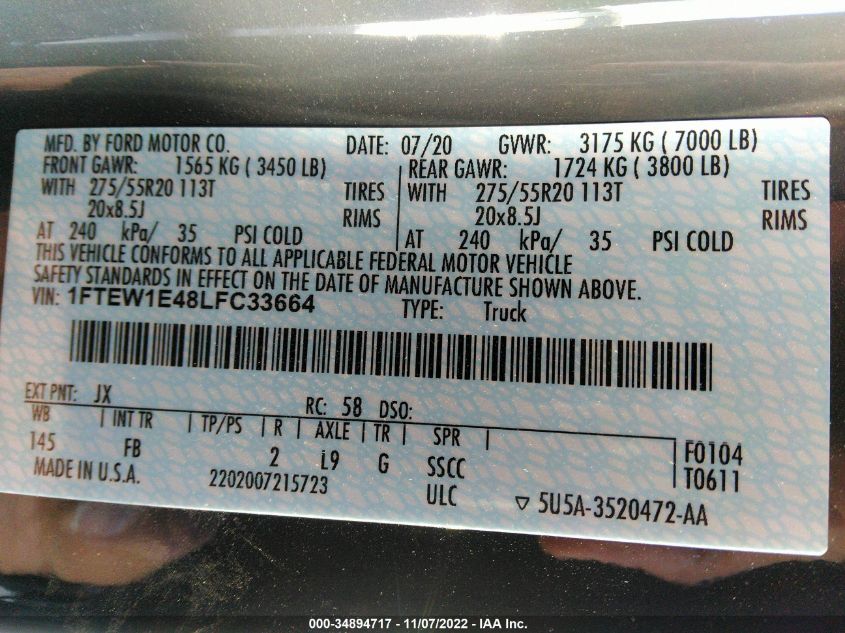 MFD. BY FORD MOTOR CO. DATE: 07/20 GVWR: 3175 KG ( 7000 LB)
FRONT GAWR: 1565 KG ( 3450 LB) REAR GAWR: 1724 KG ( 3800 LB)
WITH 275/55R20 113T TIRES WITH 275/55R20 113T TIRES
20x8.5J RIMS 20x8.5J RIMS
AT 240 kPa/ 35 PSI COLD AT 240 kPa/ 35 PSI COLD
THIS VEHICLE CONFORMS TO ALL APPLICABLE FEDERAL MOTOR VEHICLE
SAFETY STANDARDS IN EFFECT ON THE DATE OF MANUFACTURE SHOWN ABOVE.
VIN: 1FTEW1E48LFC33664 TYPE: Truck
EXT PNT: JX RC: 58 DSO:
WB INT TR TP/PS R AXLE TR SPR
145 FB 2 L9 G SSCC F0104
MADE IN U.S.A. 2202007215723 ULC T0611
5U5A-3520472-AA
000-34894717 - 11/07/2022 - IAA Inc.